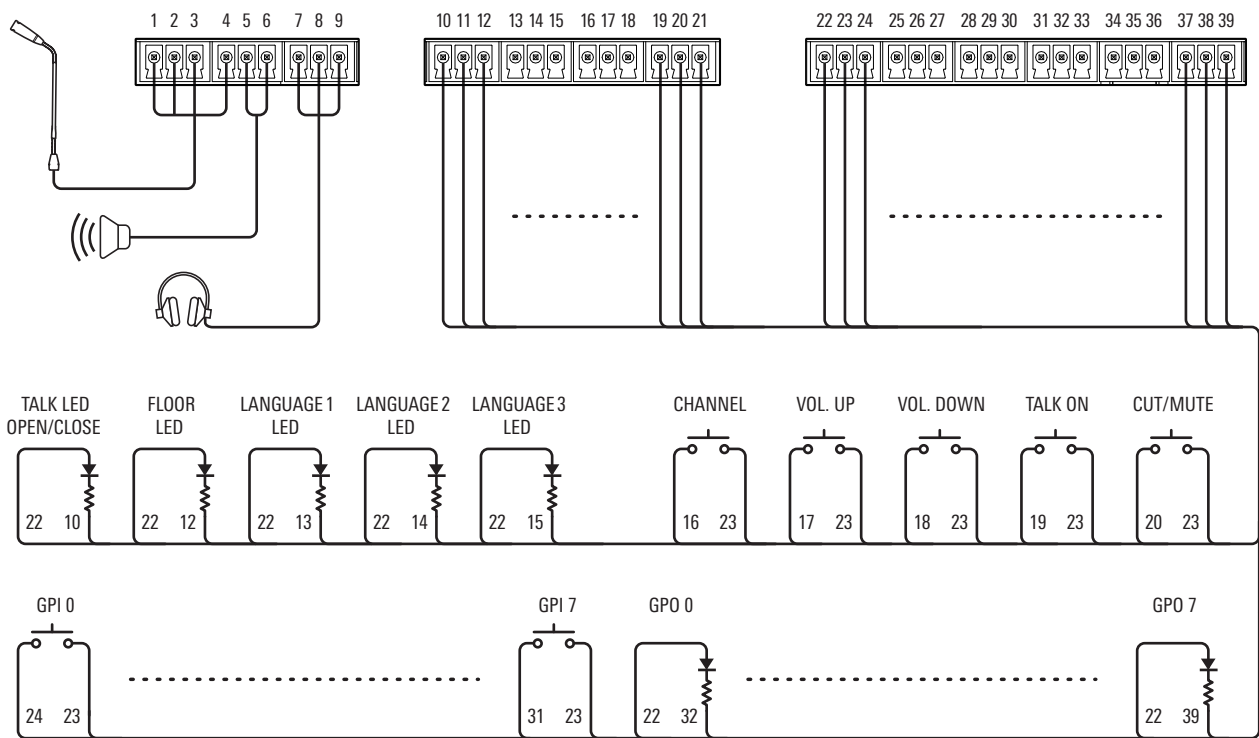 1 2 3 4 5 6 7 8 9 10 11 12 13 14 15 16 17 18 19 20 21 22 23 24 25 26 27 28 29 30 31 32 33 34 35 36 37 38 39
TALK LED
OPEN/CLOSE
FLOOR
LED
LANGUAGE 1
LED
LANGUAGE 2
LED
LANGUAGE 3
LED
CHANNEL
VOL. UP
VOL. DOWN
TALK ON
CUT/MUTE
22 10 22 12 22 13 22 14 22 15 16 23 17 23 18 23 19 23 20 23
GPI 0
GPI 7
GPO 0
GPO 7
24 23 31 23 22 32 22 39